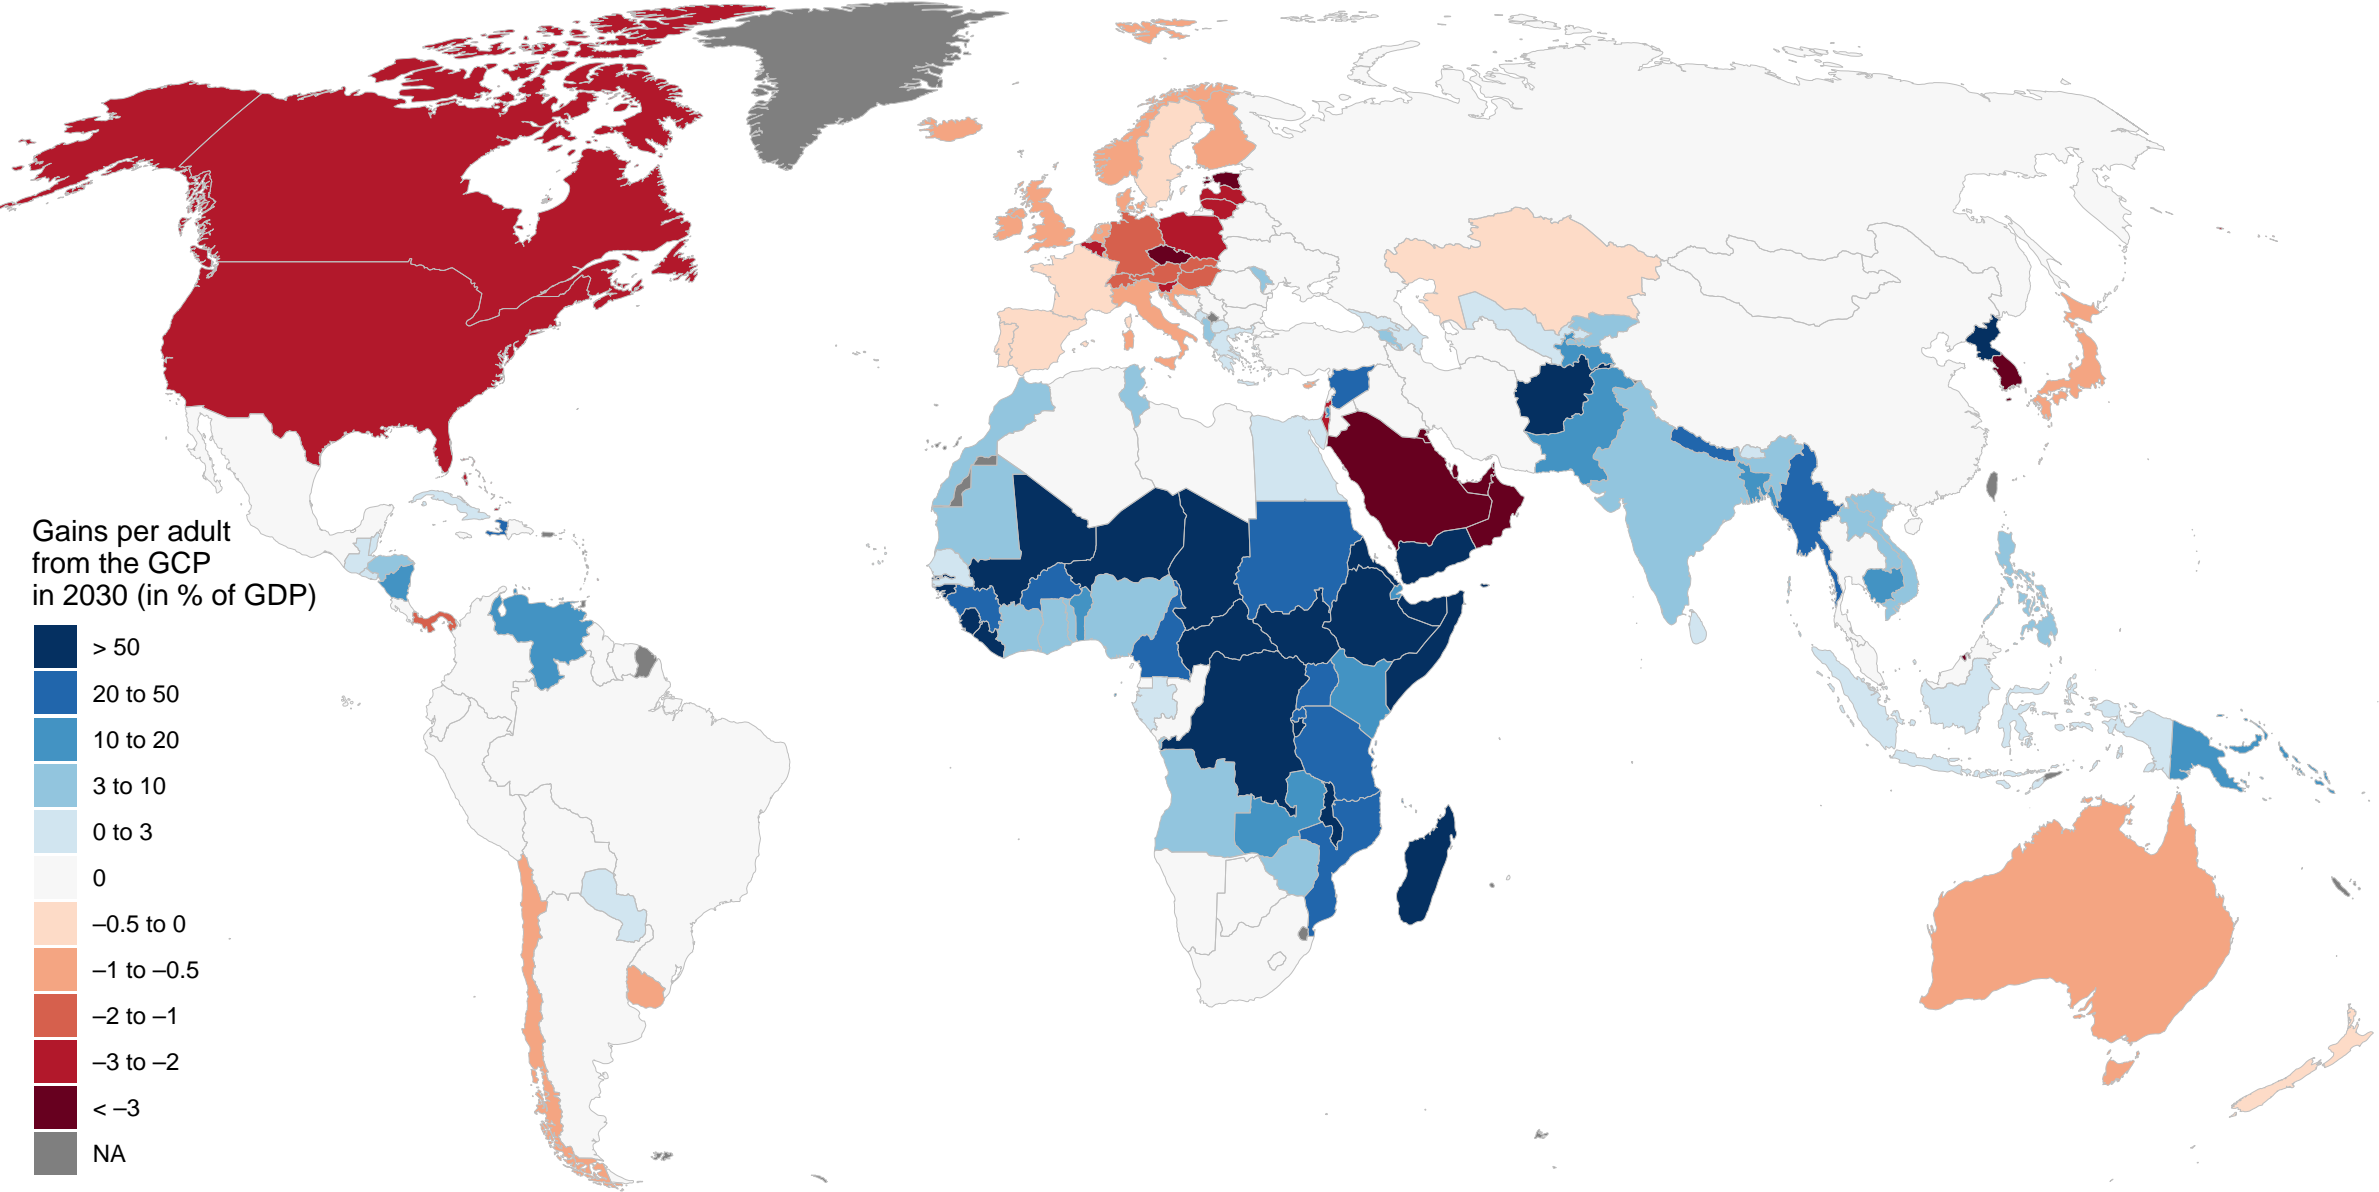 Gains per adult
from the GCP
in 2030 (in % of GDP)
> 50
20 to 50
10 to 20
3 to 10
0 to 3
0
–0.5 to 0
–1 to –0.5
–2 to –1
–3 to –2
< –3
NA